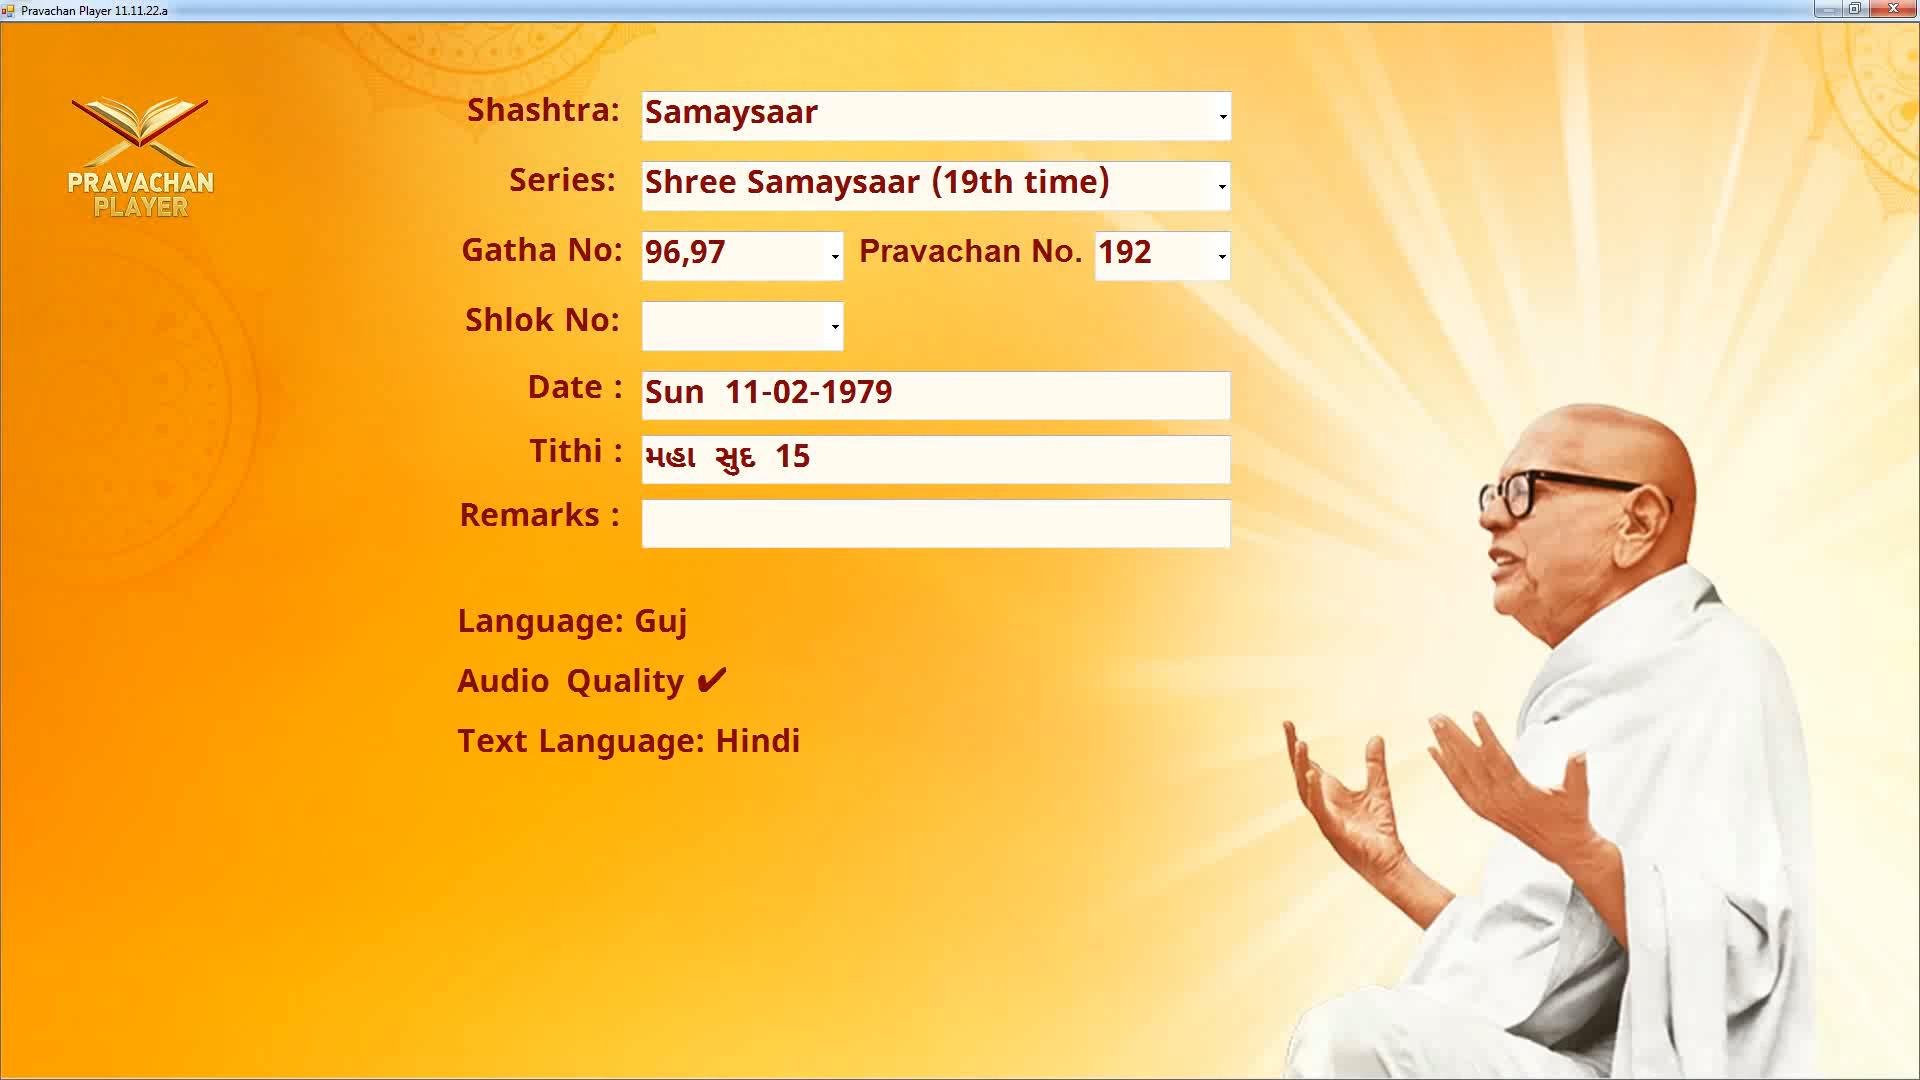 Pravachan Player 11.11.22.a
PRAVACHAN
PLAYER
Shashtra: Samaysaar
Series: Shree Samaysaar (19th time)
Gatha No: 96,97 Pravachan No. 192
Shlok No:
Date : Sun 11-02-1979
Tithi : મહા સુદ 15
Remarks :
Language: Guj
Audio Quality ✔
Text Language: Hindi